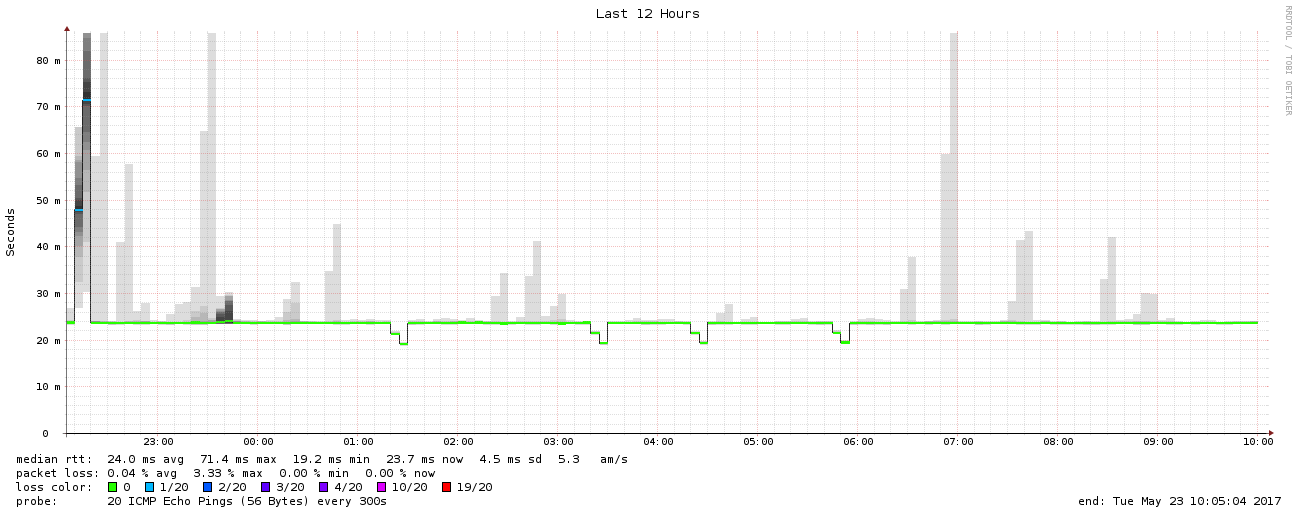 Last 12 Hours
RRDTOOL / TOBI OETIKER
Seconds
80 m
70 m
60 m
50 m
40 m
30 m
20 m
10 m
0
23:00 00:00 01:00 02:00 03:00 04:00 05:00 06:00 07:00 08:00 09:00 10:00
median rtt: 24.0 ms avg 71.4 ms max 19.2 ms min 23.7 ms now 4.5 ms sd 5.3 am/s
packet loss: 0.04 % avg 3.33 % max 0.00 % min 0.00 % now
loss color: 0 1/20 2/20 3/20 4/20 10/20 19/20
probe: 20 ICMP Echo Pings (56 Bytes) every 300s end: Tue May 23 10:05:04 2017